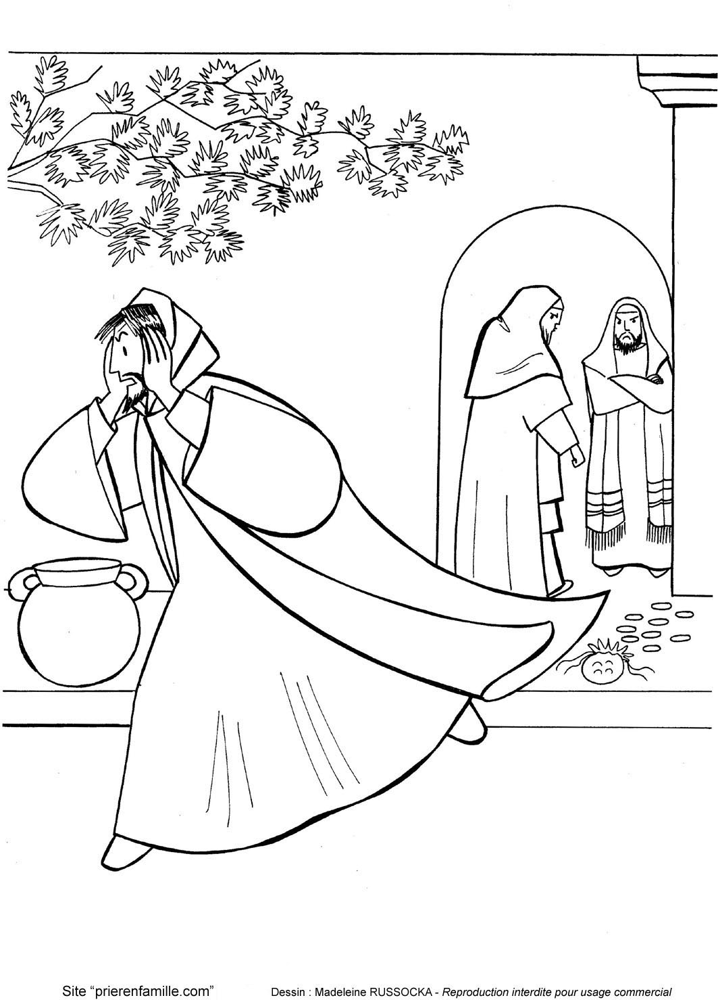 Site “prierenfamille.com” Dessin : Madeleine RUSSOCKA - Reproduction interdite pour usage commercial